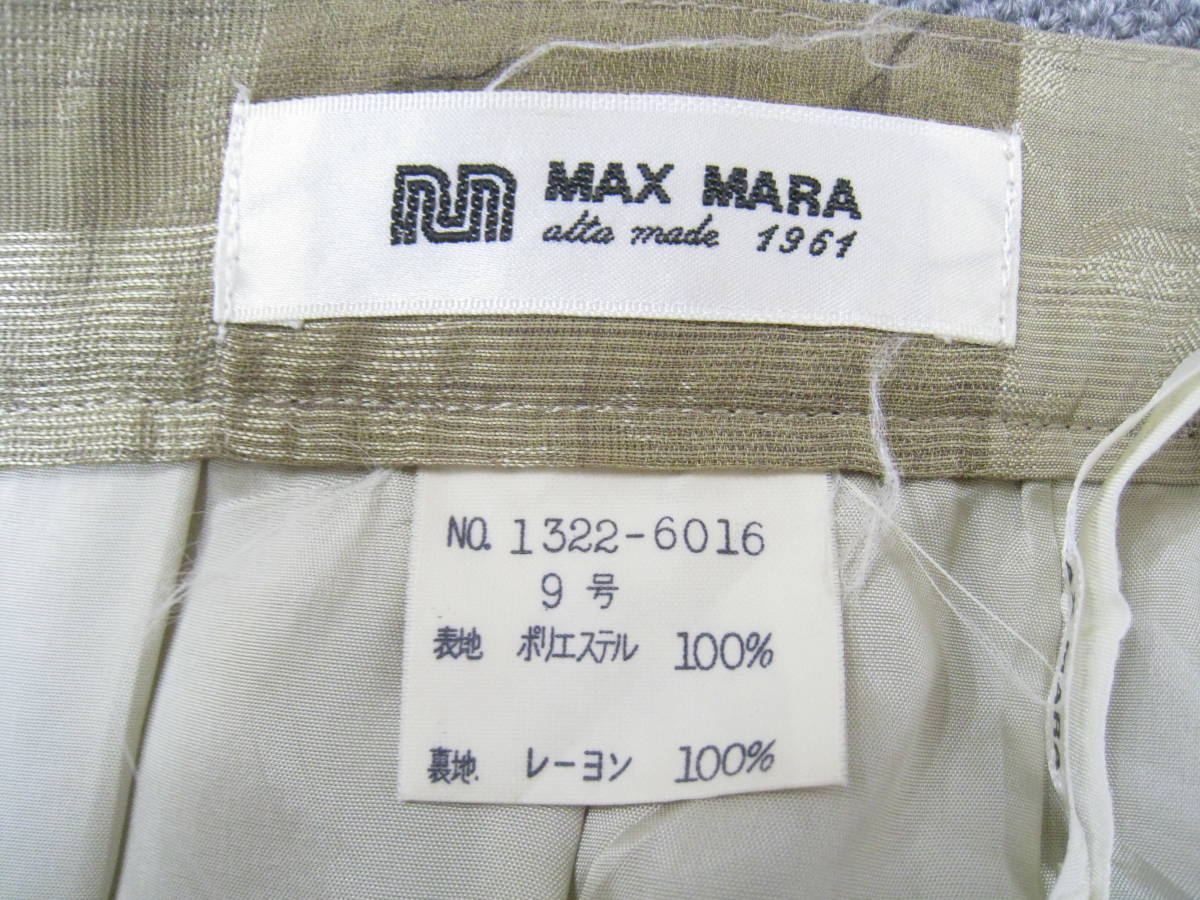 MAX MARA
alta made 1961
NO. 1322-6016
9 号
表地 ポリエステル 100%
裏地. レーヨン 100%